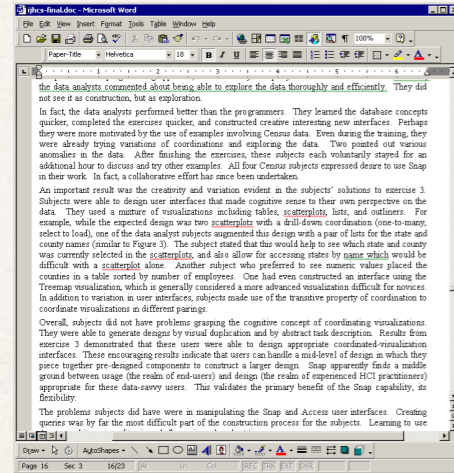 ijhcs-final.doc - Microsoft Word
File Edit View Insert Format Tools Table Window Help
100%
Paper-Title Helvetica 18 B I U
1 2 3 4 5 6
the data analysts commented about being able to explore the data thoroughly and efficiently. They did
not see it as construction, but as exploration.
In fact, the data analysts performed better than the programmers. They learned the database concepts
quicker, completed the exercises quicker, and constructed creative interesting new interfaces. Perhaps
they were more motivated by the use of examples involving Census data. Even during the training, they
were already trying variations of coordinations and exploring the data. Two pointed out various
anomalies in the data. After finishing the exercises, these subjects each voluntarily stayed for an
additional hour to discuss and try other examples. All four Census subjects expressed desire to use Snap
in their work. In fact, a collaborative effort has since been undertaken.
An important result was the creativity and variation evident in the subjects' solutions to exercise 3.
Subjects were able to design user interfaces that made cognitive sense to their own perspective on the
data. They used a mixture of visualizations including tables, scatterplots, lists, and outliners. For
example, while the expected design was two scatterplots with a drill-down coordination (one-to-many,
select to load), one of the data analyst subjects augmented this design with a pair of lists for the state and
county names (similar to Figure 3). The subject stated that this would help to see which state and county
was currently selected in the scatterplots, and also allow for accessing states by name which would be
difficult with a scatterplot alone. Another subject who preferred to see numeric values placed the
counties in a table sorted by number of employees. One had even constructed an interface using the
Treemap visualization, which is generally considered a more advanced visualization difficult for novices.
In addition to variation in user interfaces, subjects made use of the transitive property of coordination to
coordinate visualizations in different pairings.
Overall, subjects did not have problems grasping the cognitive concept of coordinating visualizations.
They were able to generate designs by visual duplication and by abstract task description. Results from
exercise 3 demonstrated that these users were able to design appropriate coordinated-visualization
interfaces. These encouraging results indicate that users can handle a mid-level of design in which they
piece together pre-designed components to construct a larger design. Snap apparently finds a middle
ground between usage (the realm of end-users) and design (the realm of experienced HCI practitioners)
appropriate for these data-savvy users. This validates the primary benefit of the Snap capability, its
flexibility.
The problems subjects did have were in manipulating the Snap and Access user interfaces. Creating
queries was by far the most difficult part of the construction process for the subjects. Learning to use
Draw AutoShapes
Page 16 Sec 3 16/23 At Ln Col REC TRK EXT OVR